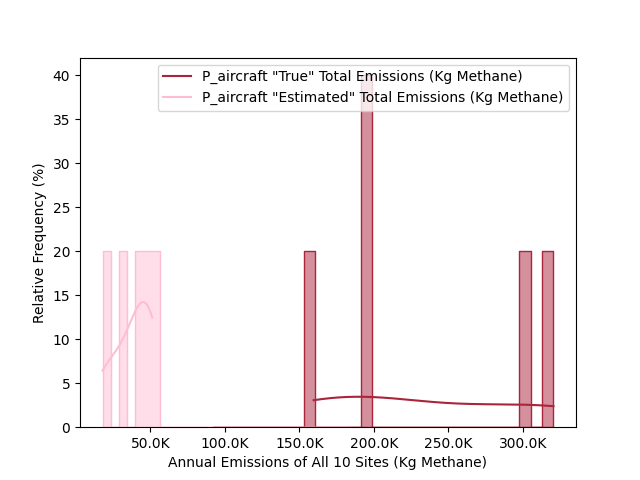 P_aircraft "True" Total Emissions (Kg Methane)
P_aircraft "Estimated" Total Emissions (Kg Methane)
40
35
30
25
20
15
10
5
0
Relative Frequency (%)
50.0K 100.0K 150.0K 200.0K 250.0K 300.0K
Annual Emissions of All 10 Sites (Kg Methane)